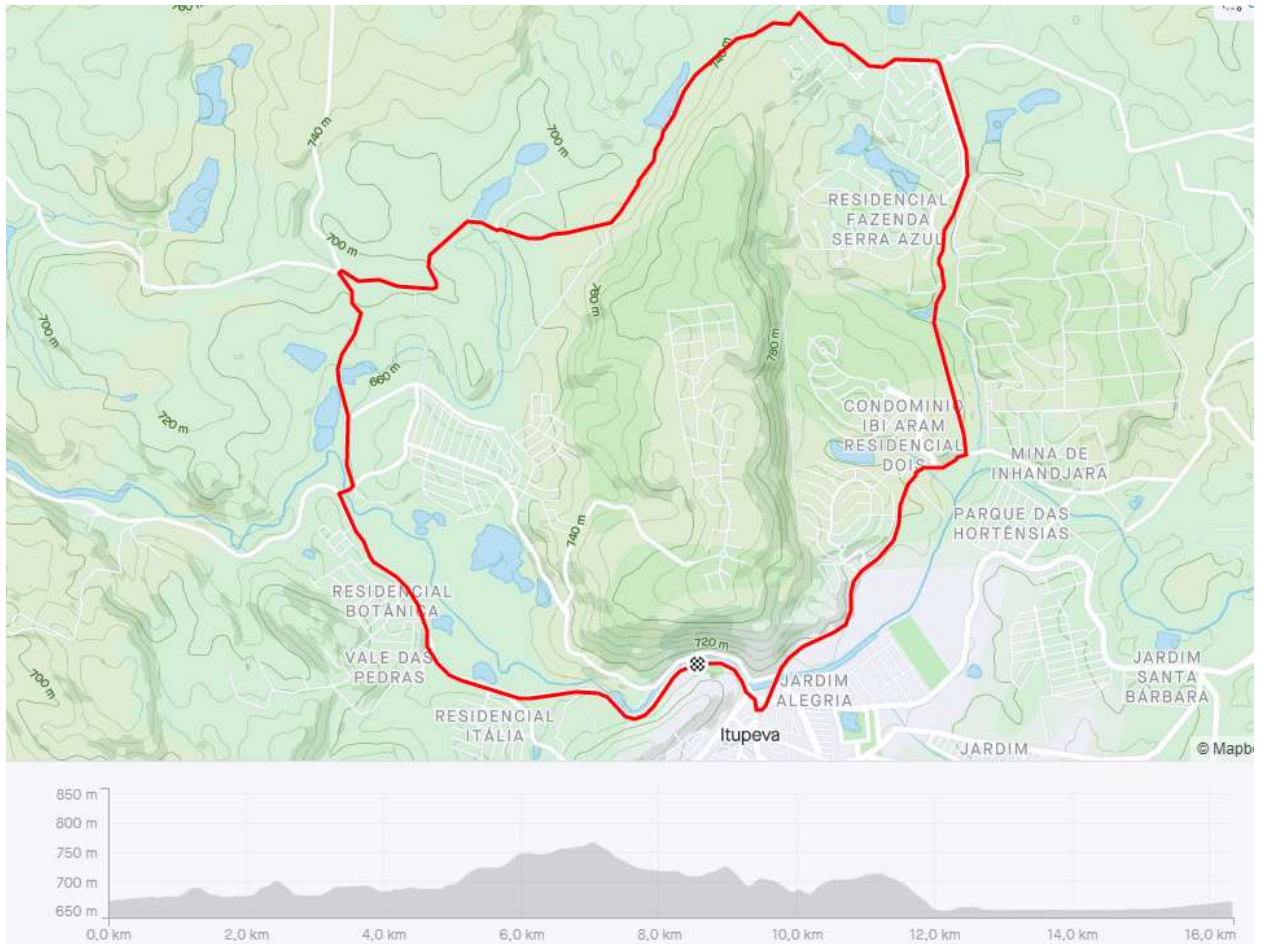 760 m
740 m
740 m
700 m
RESIDENCIAL
FAZENDA
SERRA AZUL
700 m
760 m
700 m
780 m
660 m
720 m
CONDOMINIO
IBI ARAM
RESIDENCIAL
DOIS
MINA DE
INHANDJARA
PARQUE DAS
HORTÊNSIAS
740 m
RESIDENCIAL
BOTÂNICA
720 m
VALE DAS
PEDRAS
700 m
JARDIM
ALEGRIA
JARDIM
SANTA
BÁRBARA
RESIDENCIAL
ITÁLIA
Itupeva
JARDIM
© Mapb
850 m
800 m
750 m
700 m
650 m
0,0 km
2,0 km
4,0 km
6,0 km
8,0 km
10,0 km
12,0 km
14,0 km
16,0 km